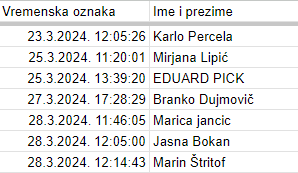 Vremenska oznaka Ime i prezime
23.3.2024. 12:05:26 Karlo Percela
25.3.2024. 11:20:01 Mirjana Lipić
25.3.2024. 13:39:20 EDUARD PICK
27.3.2024. 17:28:29 Branko Dujmovič
28.3.2024. 11:46:05 Marica jancic
28.3.2024. 12:05:00 Jasna Bokan
28.3.2024. 12:14:43 Marin Štritof